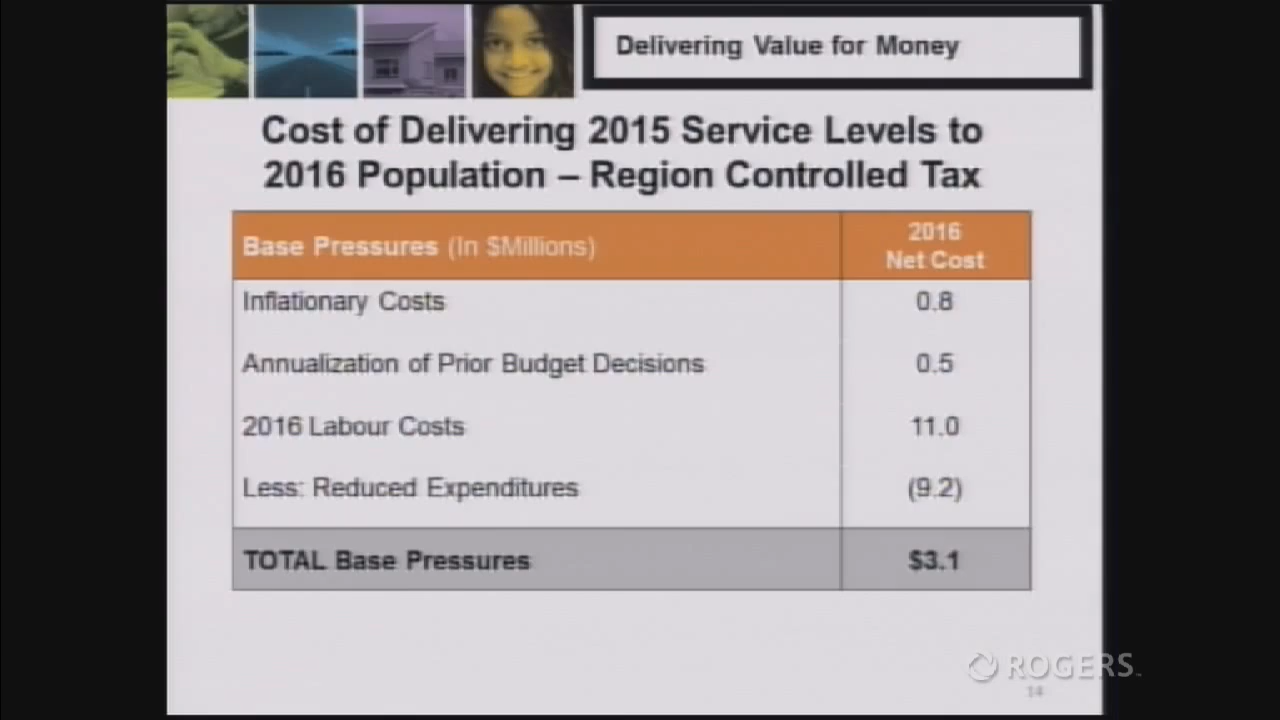 Delivering Value for Money
Cost of Delivering 2015 Service Levels to
2016 Population – Region Controlled Tax
Base Pressures (In $Millions)
2016
Net Cost
Inflationary Costs 0.8
Annualization of Prior Budget Decisions 0.5
2016 Labour Costs 11.0
Less: Reduced Expenditures (9.2)
TOTAL Base Pressures $3.1
ROGERS™
14